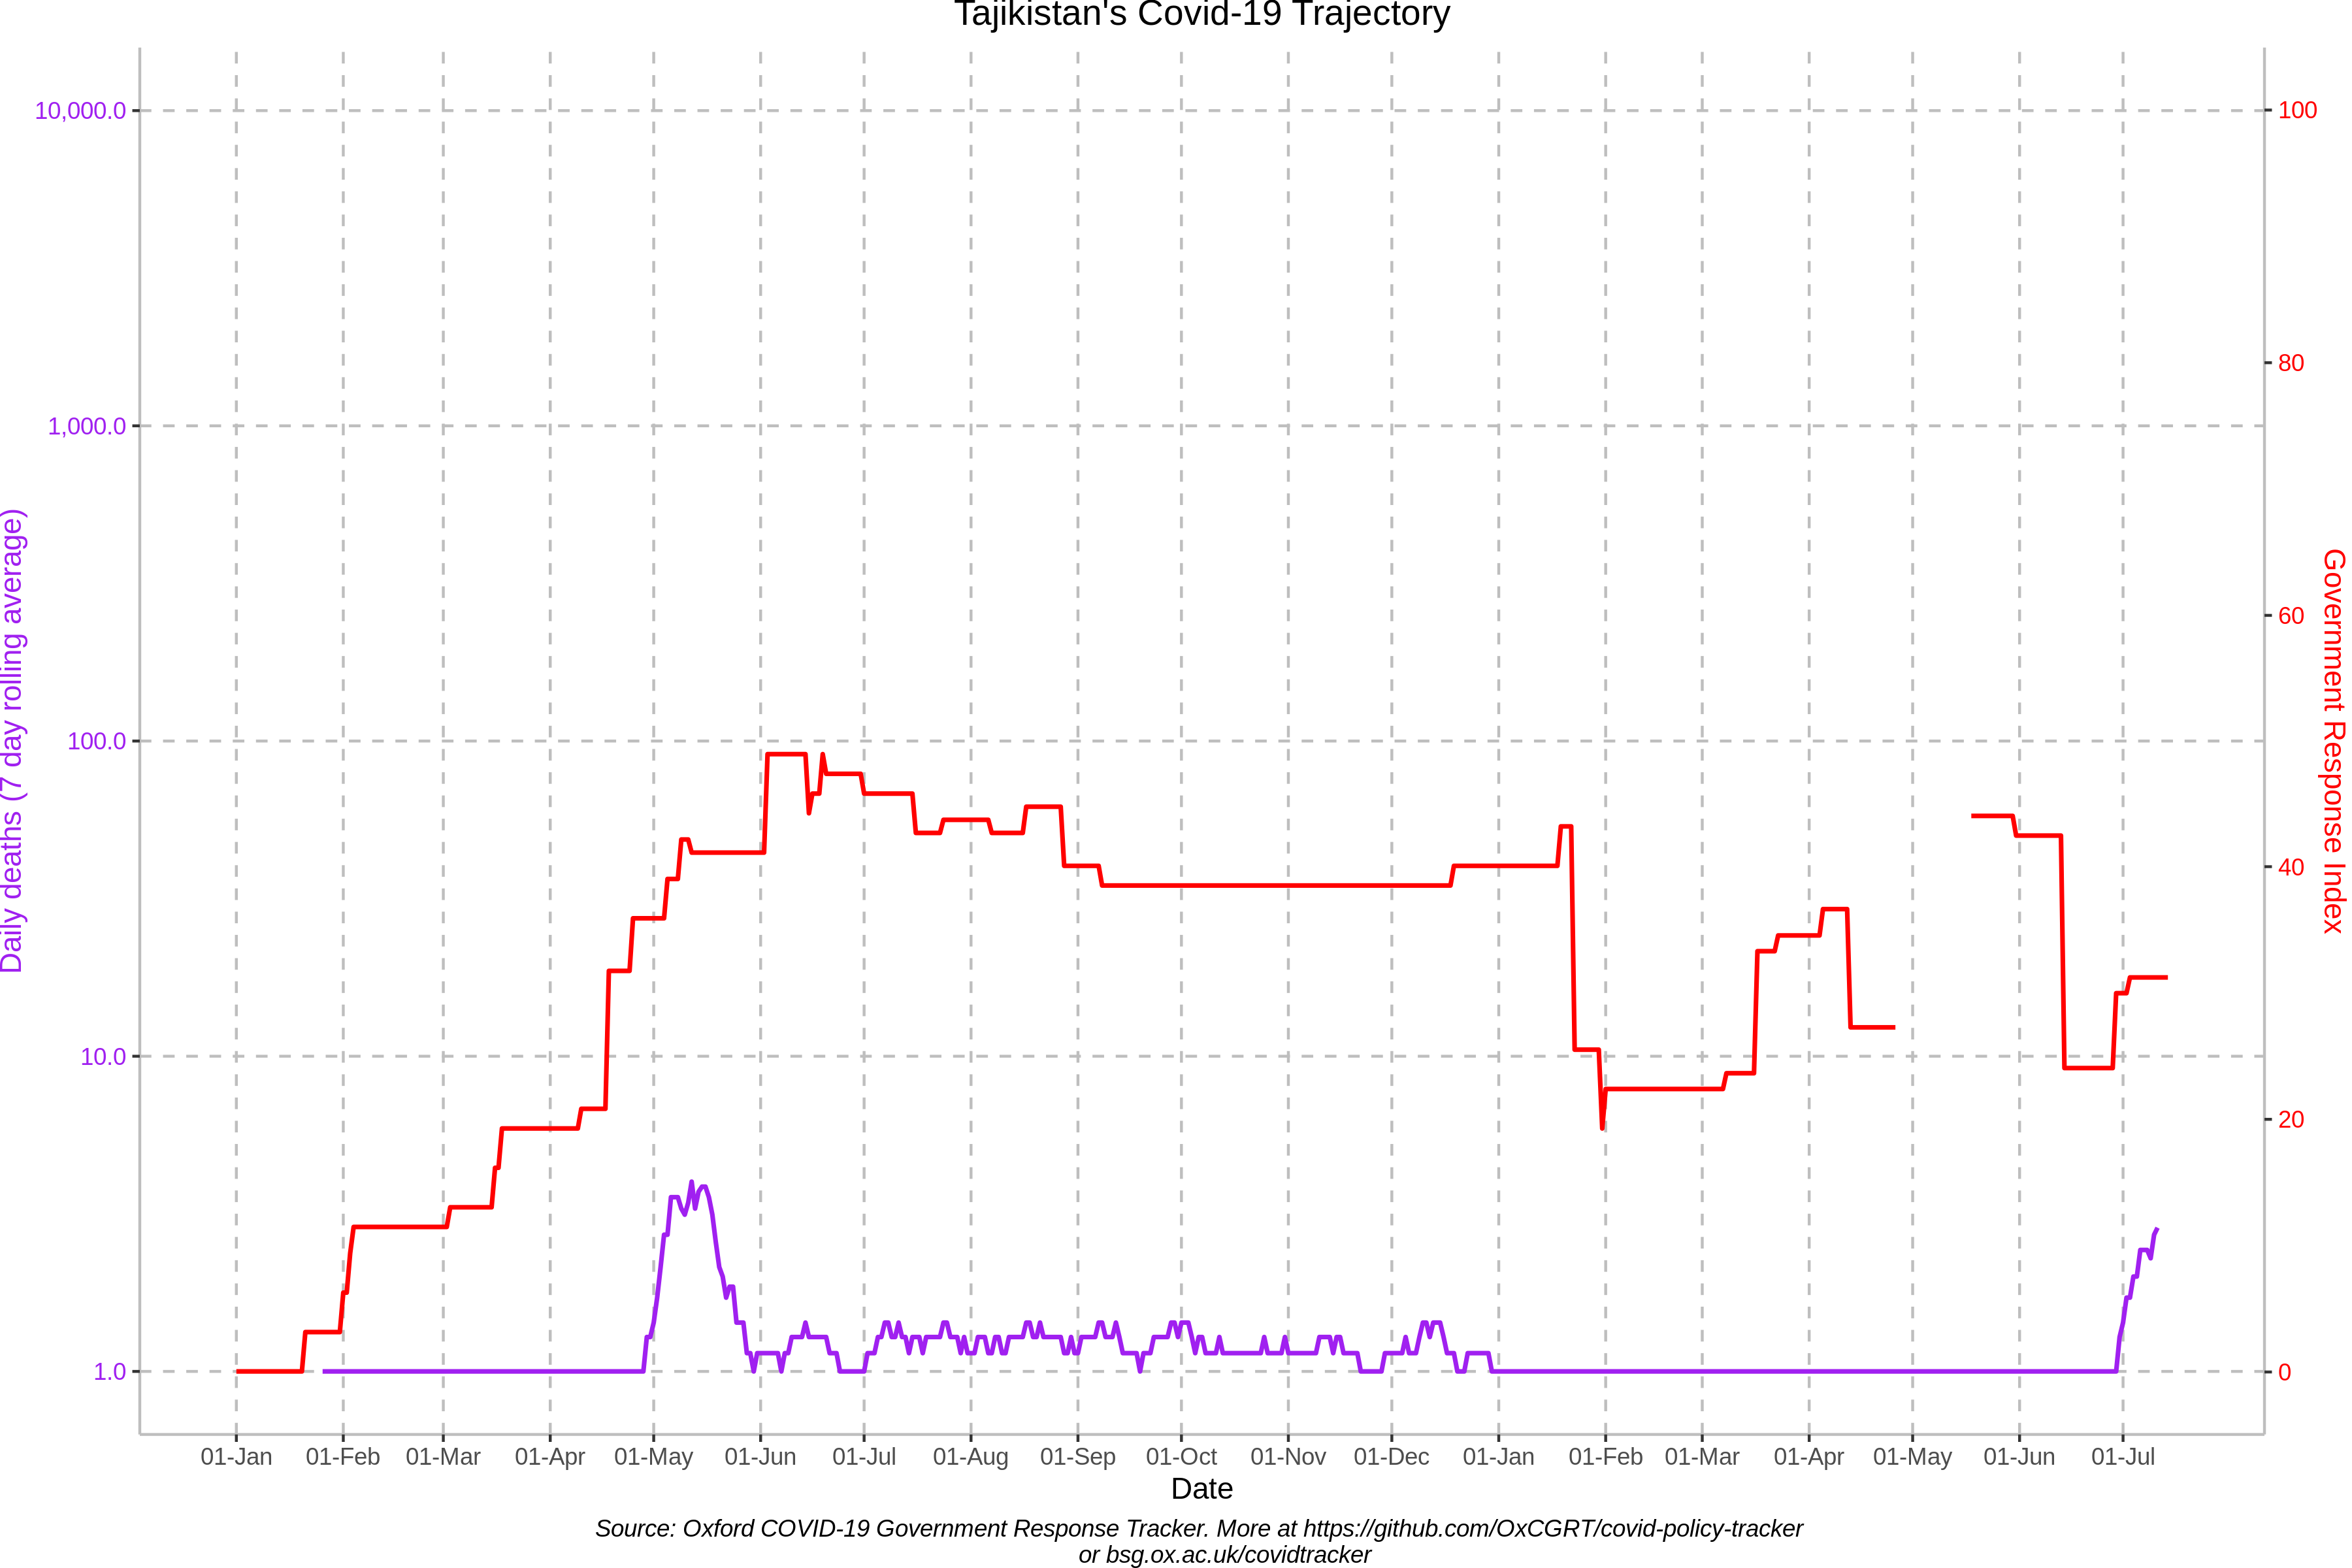 Tajikistan's Covid-19 Trajectory
10,000.0
1,000.0
100.0
10.0
1.0
Daily deaths (7 day rolling average)
100
80
60
40
20
0
Government Response Index
01-Jan 01-Feb 01-Mar 01-Apr 01-May 01-Jun 01-Jul 01-Aug 01-Sep 01-Oct 01-Nov 01-Dec 01-Jan 01-Feb 01-Mar 01-Apr 01-May 01-Jun 01-Jul
Date
Source: Oxford COVID-19 Government Response Tracker. More at https://github.com/OxCGRT/covid-policy-tracker
or bsg.ox.ac.uk/covidtracker